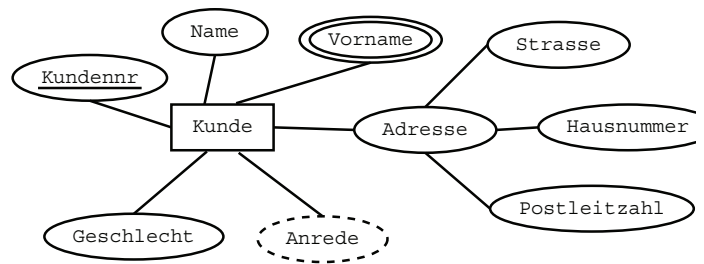 Name
Vorname
Strasse
Kundennr
Kunde
Adresse
Hausnummer
Postleitzahl
Geschlecht
Anrede